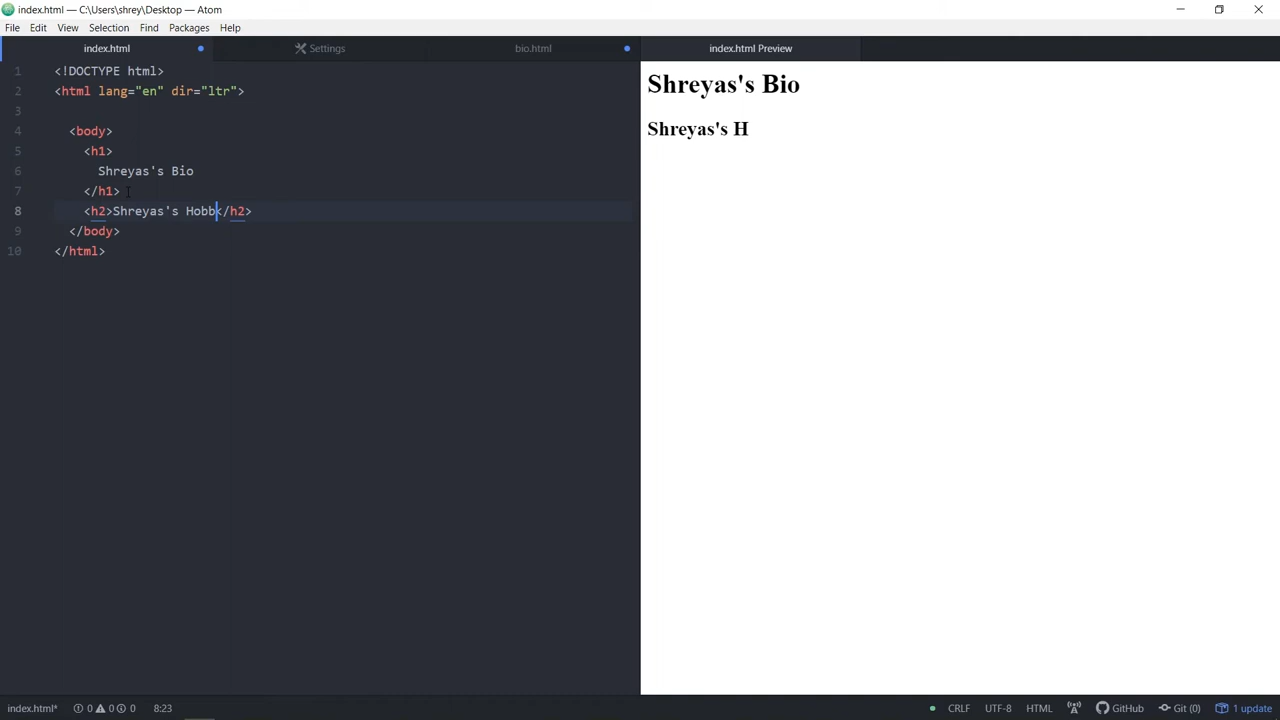 index.html — C:\Users\shrey\Desktop — Atom
File Edit View Selection Find Packages Help
index.html Settings bio.html index.html Preview
1 <!DOCTYPE html>
2 <html lang="en" dir="ltr">
3
4 <body>
5 <h1>
6 Shreyas's Bio
7 </h1>
8 <h2>Shreyas's Hobb</h2>
9 </body>
10 </html>
Shreyas's Bio
Shreyas's H
index.html* 0 0 0 8:23 CRLF UTF-8 HTML GitHub Git (0) 1 update